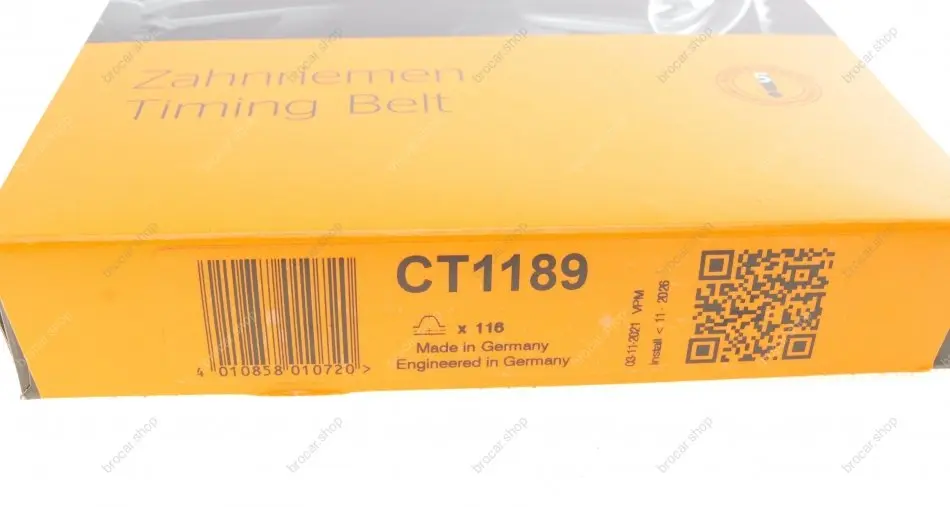 Zahnriemen
Timing Belt
CT1189
x 116
Made in Germany
Engineered in Germany
4 010858 010720 >
03-11-2021 VPM
Install < 11 - 2026
brocar.shop